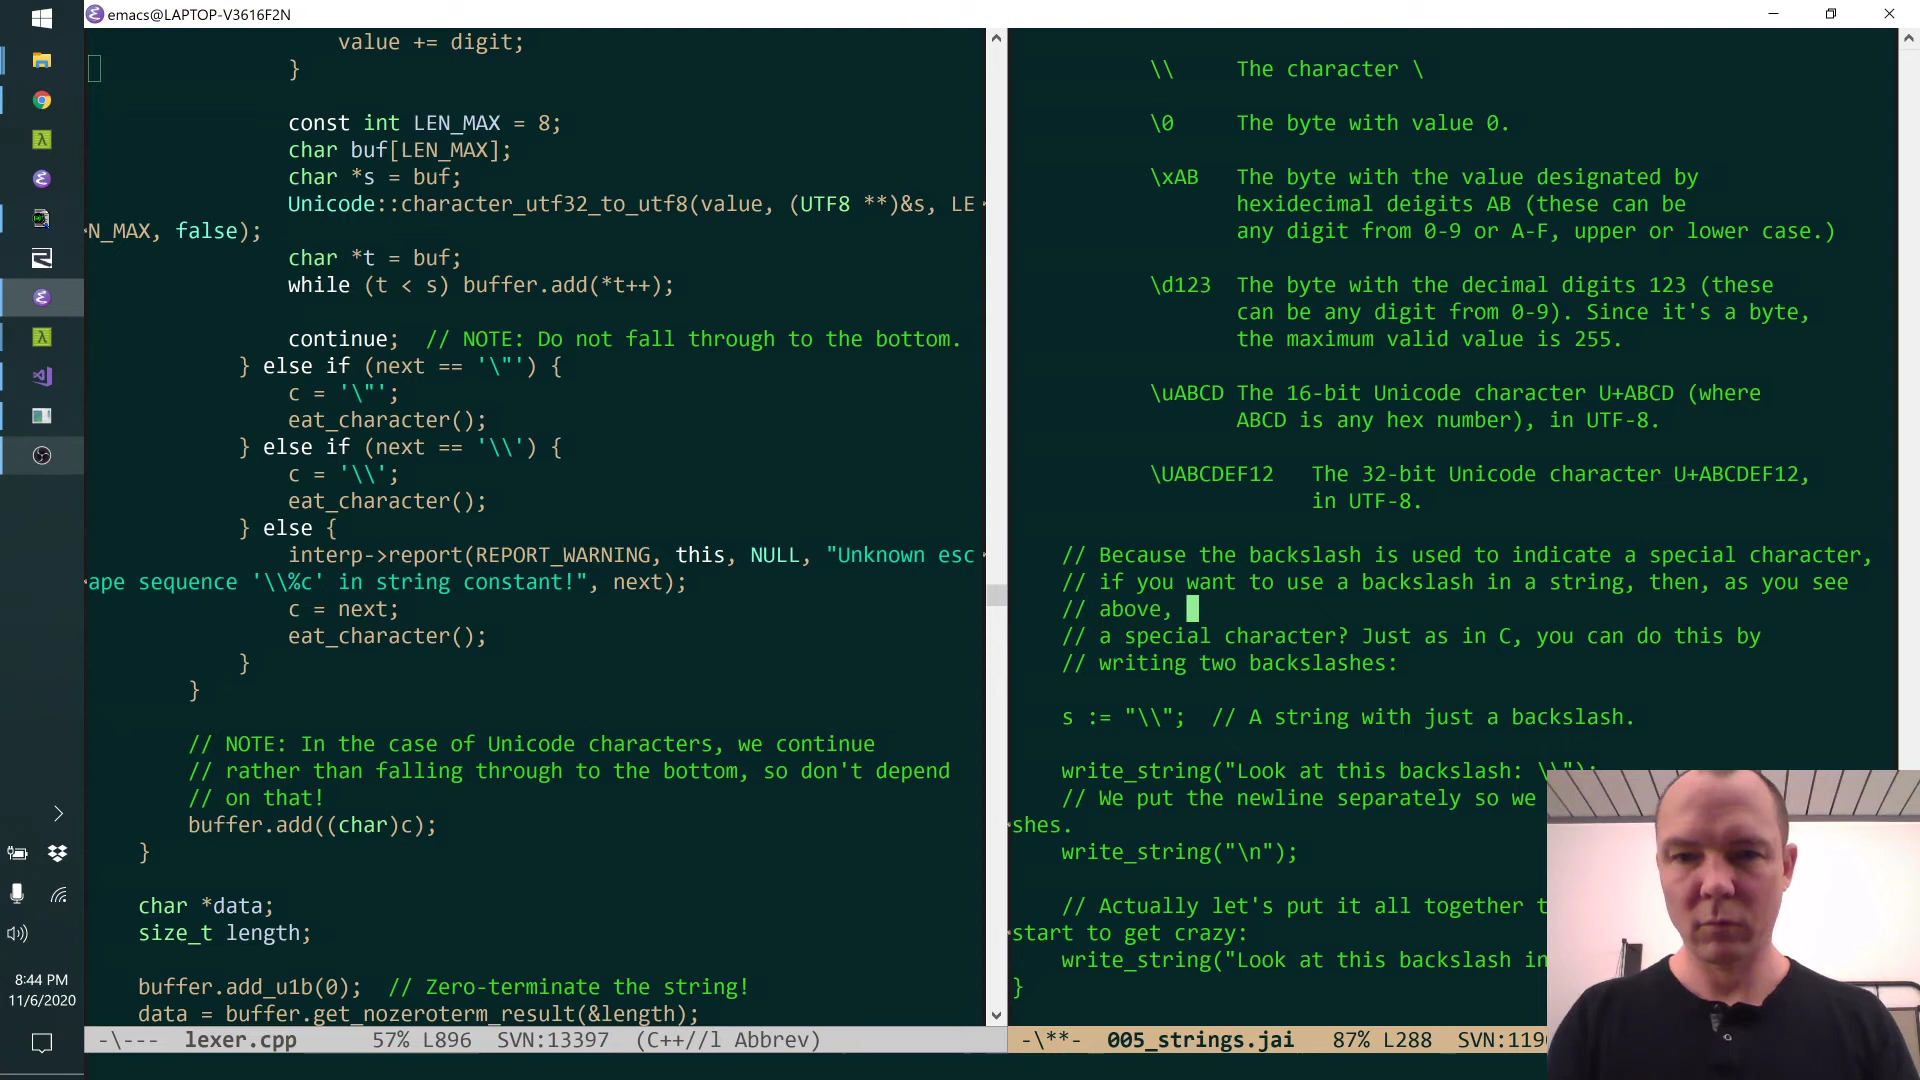 emacs@LAPTOP-V3616F2N
value += digit;
}
const int LEN_MAX = 8;
char buf[LEN_MAX];
char *s = buf;
Unicode::character_utf32_to_utf8(value, (UTF8 **)&s, LE
N_MAX, false);
char *t = buf;
while (t < s) buffer.add(*t++);
continue;  // NOTE: Do not fall through to the bottom.
} else if (next == '\"') {
c = '\"';
eat_character();
} else if (next == '\\') {
c = '\\';
eat_character();
} else {
interp->report(REPORT_WARNING, this, NULL, "Unknown esc
ape sequence '\\%c' in string constant!", next);
c = next;
eat_character();
}
}
// NOTE: In the case of Unicode characters, we continue
// rather than falling through to the bottom, so don't depend
// on that!
buffer.add((char)c);
}
char *data;
size_t length;
buffer.add_u1b(0);  // Zero-terminate the string!
data = buffer.get_nozeroterm_result(&length);
-\---  lexer.cpp      57% L896   SVN:13397  (C++//l Abbrev)
\\     The character \
\0     The byte with value 0.
\xAB   The byte with the value designated by
hexidecimal deigits AB (these can be
any digit from 0-9 or A-F, upper or lower case.)
\d123  The byte with the decimal digits 123 (these
can be any digit from 0-9). Since it's a byte,
the maximum valid value is 255.
\uABCD The 16-bit Unicode character U+ABCD (where
ABCD is any hex number), in UTF-8.
\UABCDEF12   The 32-bit Unicode character U+ABCDEF12,
in UTF-8.
// Because the backslash is used to indicate a special character,
// if you want to use a backslash in a string, then, as you see
// above,
// a special character? Just as in C, you can do this by
// writing two backslashes:
s := "\\";  // A string with just a backslash.
write_string("Look at this backslash: \\");
// We put the newline separately so we
shes.
write_string("\n");
// Actually let's put it all together t
start to get crazy:
write_string("Look at this backslash in
}
-\**-  005_strings.jai   87% L288  SVN:119
8:44 PM
11/6/2020